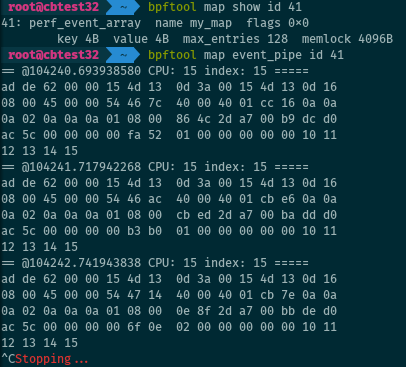 root@cbtest32 ~ bpftool map show id 41
41: perf_event_array  name my_map  flags 0×0
        key 4B  value 4B  max_entries 128  memlock 4096B
root@cbtest32 ~ bpftool map event_pipe id 41
== @104240.693938580 CPU: 15 index: 15 =====
ad de 62 00 00 15 4d 13  0d 3a 00 15 4d 13 0d 16
08 00 45 00 00 54 46 7c  40 00 40 01 cc 16 0a 0a
0a 02 0a 0a 0a 01 08 00  86 4c 2d a7 00 b9 dc d0
ac 5c 00 00 00 00 fa 52  01 00 00 00 00 00 10 11
12 13 14 15
== @104241.717942268 CPU: 15 index: 15 =====
ad de 62 00 00 15 4d 13  0d 3a 00 15 4d 13 0d 16
08 00 45 00 00 54 46 ac  40 00 40 01 cb e6 0a 0a
0a 02 0a 0a 0a 01 08 00  cb ed 2d a7 00 ba dd d0
ac 5c 00 00 00 00 b3 b0  01 00 00 00 00 00 10 11
12 13 14 15
== @104242.741943838 CPU: 15 index: 15 =====
ad de 62 00 00 15 4d 13  0d 3a 00 15 4d 13 0d 16
08 00 45 00 00 54 47 14  40 00 40 01 cb 7e 0a 0a
0a 02 0a 0a 0a 01 08 00  0e 8f 2d a7 00 bb de d0
ac 5c 00 00 00 00 6f 0e  02 00 00 00 00 00 10 11
12 13 14 15
^CStopping...